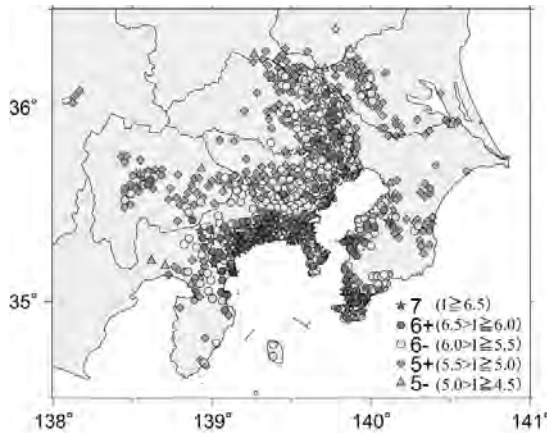 36°
35°
★ 7 (I≧6.5)
6+ (6.5>I≧6.0)
6- (6.0>I≧5.5)
5+ (5.5>I≧5.0)
5- (5.0>I≧4.5)
138° 139° 140° 141°